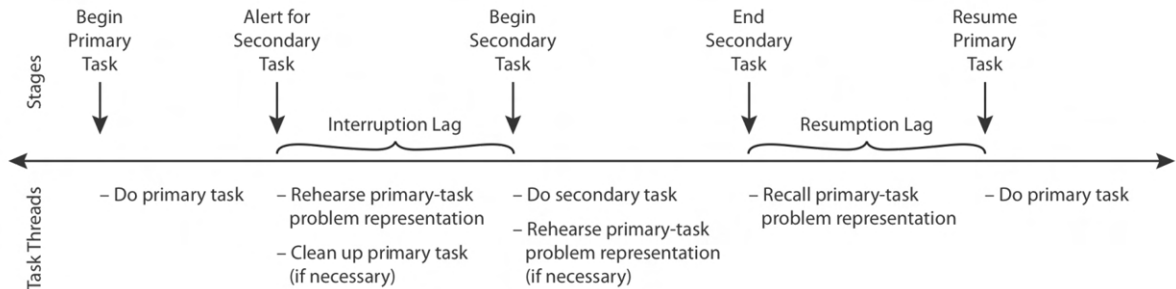 Stages
Begin
Primary
Task
Alert for
Secondary
Task
Begin
Secondary
Task
End
Secondary
Task
Resume
Primary
Task
Interruption Lag
Resumption Lag
Task Threads
– Do primary task
– Rehearse primary-task
problem representation
– Clean up primary task
(if necessary)
– Do secondary task
– Rehearse primary-task
problem representation
(if necessary)
– Recall primary-task
problem representation
– Do primary task